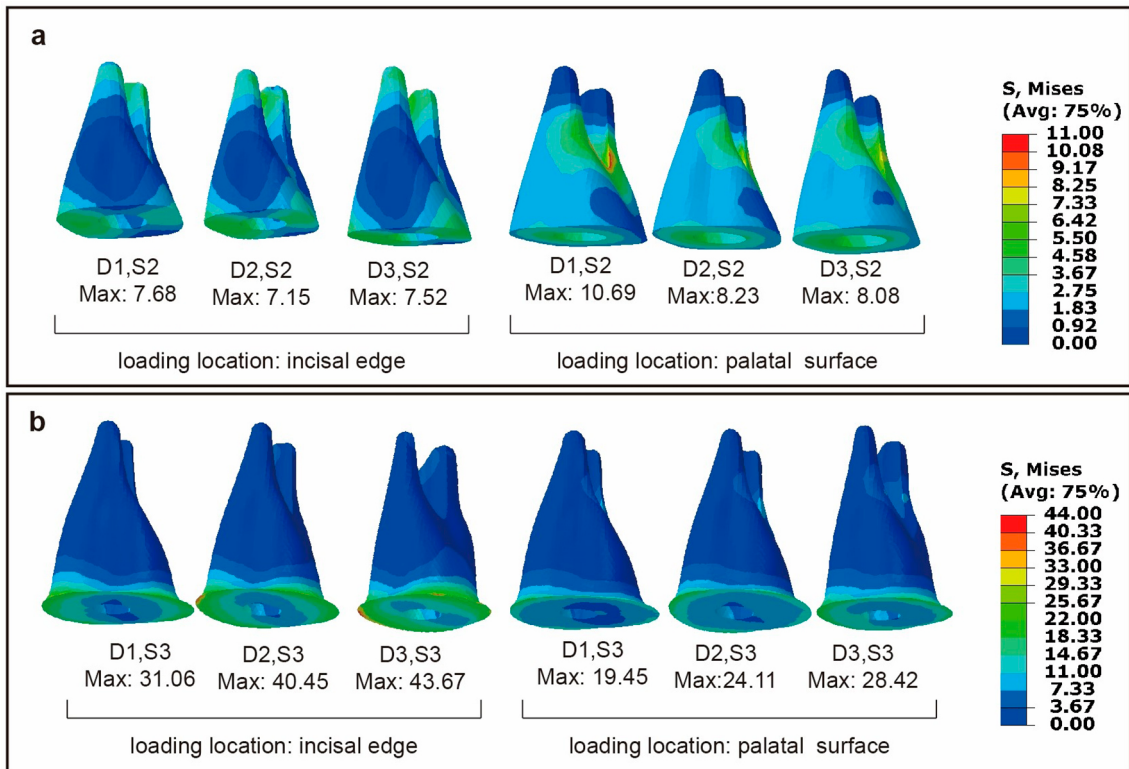 a
D1,S2
Max: 7.68
D2,S2
Max: 7.15
D3,S2
Max: 7.52
loading location: incisal edge
D1,S2
Max: 10.69
D2,S2
Max:8.23
D3,S2
Max: 8.08
loading location: palatal surface
S, Mises
(Avg: 75%)
11.00
10.08
9.17
8.25
7.33
6.42
5.50
4.58
3.67
2.75
1.83
0.92
0.00
b
D1,S3
Max: 31.06
D2,S3
Max: 40.45
D3,S3
Max: 43.67
loading location: incisal edge
D1,S3
Max: 19.45
D2,S3
Max:24.11
D3,S3
Max: 28.42
loading location: palatal surface
S, Mises
(Avg: 75%)
44.00
40.33
36.67
33.00
29.33
25.67
22.00
18.33
14.67
11.00
7.33
3.67
0.00